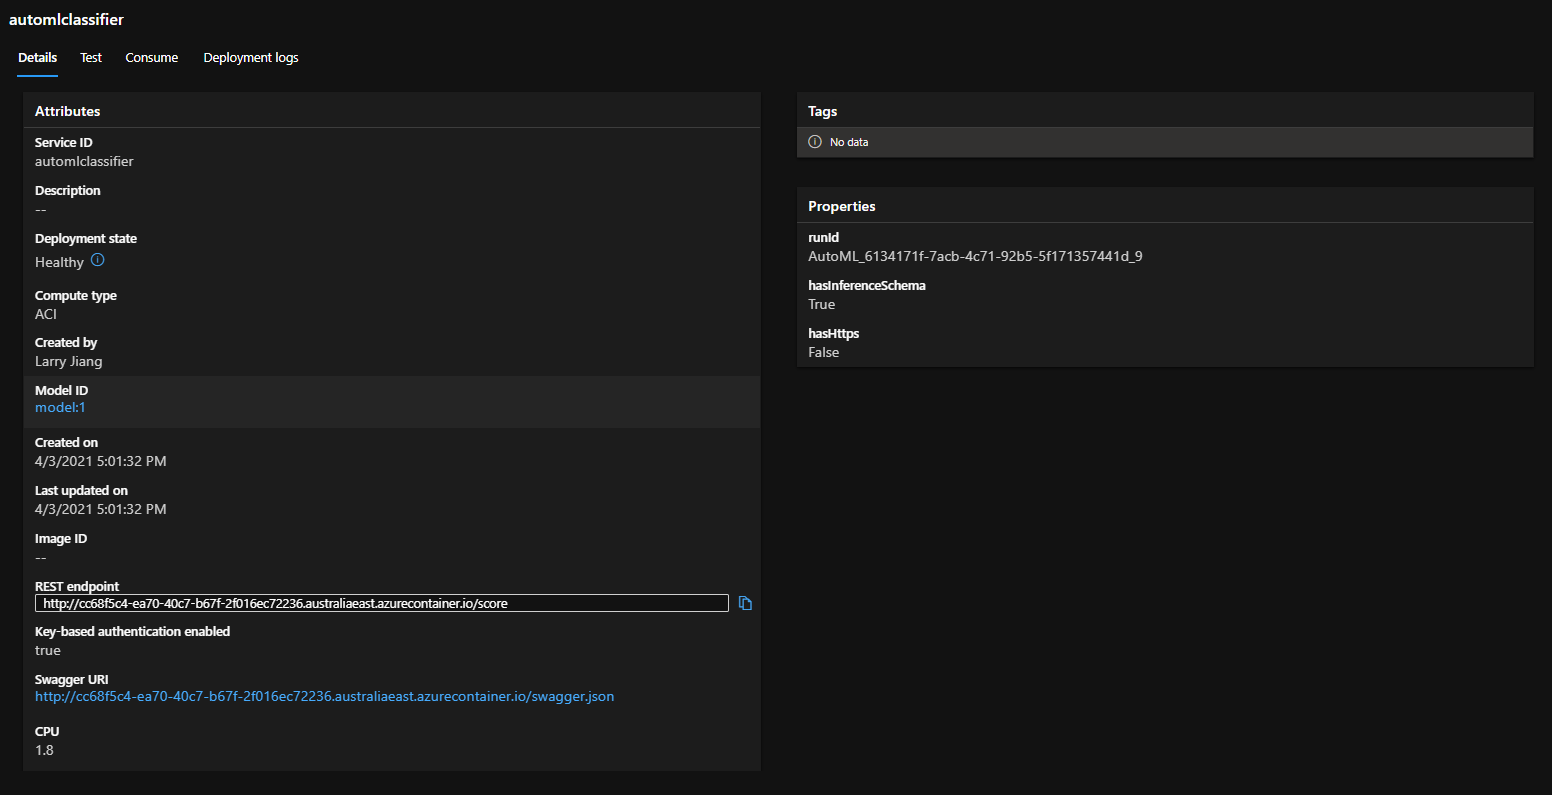 automlclassifier
Details Test Consume Deployment logs
Attributes
Service ID
automlclassifier
Description
--
Deployment state
Healthy
Compute type
ACI
Created by
Larry Jiang
Model ID
model:1
Created on
4/3/2021 5:01:32 PM
Last updated on
4/3/2021 5:01:32 PM
Image ID
--
REST endpoint
http://cc68f5c4-ea70-40c7-b67f-2f016ec72236.australiaeast.azurecontainer.io/score
Key-based authentication enabled
true
Swagger URI
http://cc68f5c4-ea70-40c7-b67f-2f016ec72236.australiaeast.azurecontainer.io/swagger.json
CPU
1.8
Tags
No data
Properties
runId
AutoML_6134171f-7acb-4c71-92b5-5f171357441d_9
hasInferenceSchema
True
hasHttps
False